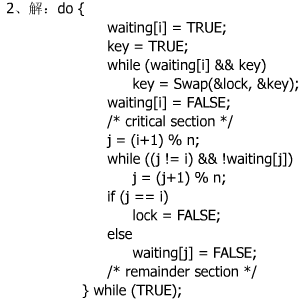 2、解：do {
waiting[i] = TRUE;
key = TRUE;
while (waiting[i] && key)
key = Swap(&lock, &key);
waiting[i] = FALSE;
/* critical section */
j = (i+1) % n;
while ((j != i) && !waiting[j])
j = (j+1) % n;
if (j == i)
lock = FALSE;
else
waiting[j] = FALSE;
/* remainder section */
} while (TRUE);